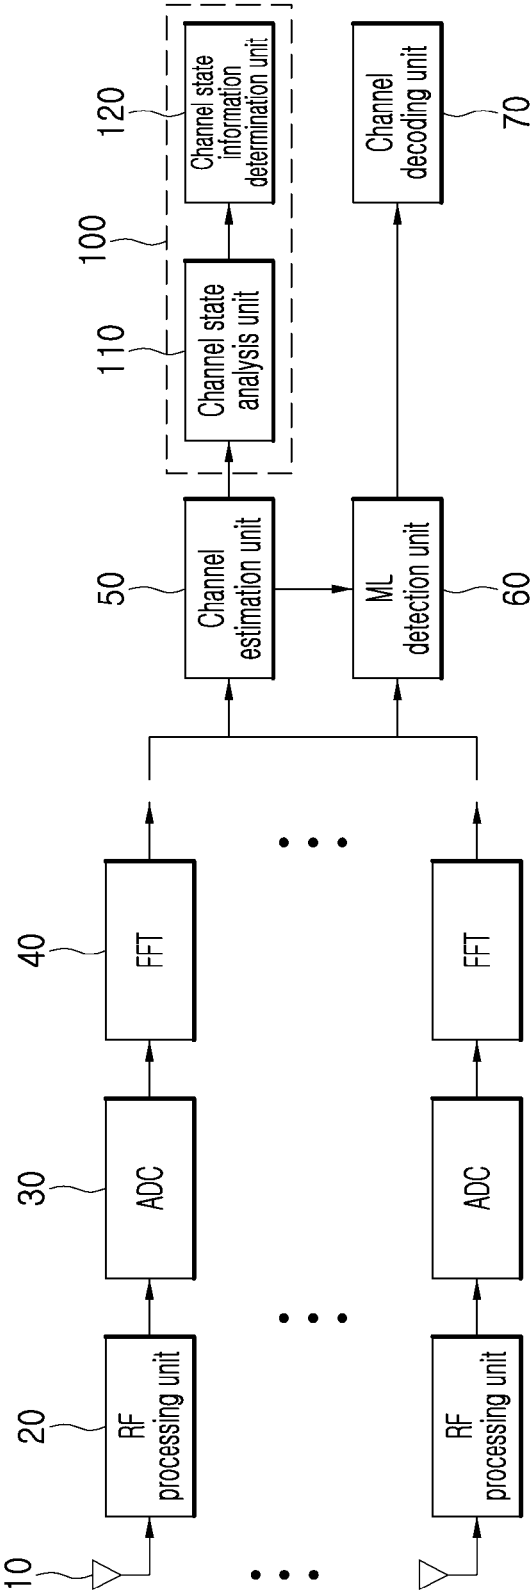 10
20
30
40
50
100
110
120
60
70
RF
processing unit
ADC
FFT
Channel
estimation unit
Channel state
analysis unit
Channel state
information
determination unit
RF
processing unit
ADC
FFT
ML
detection unit
Channel
decoding unit